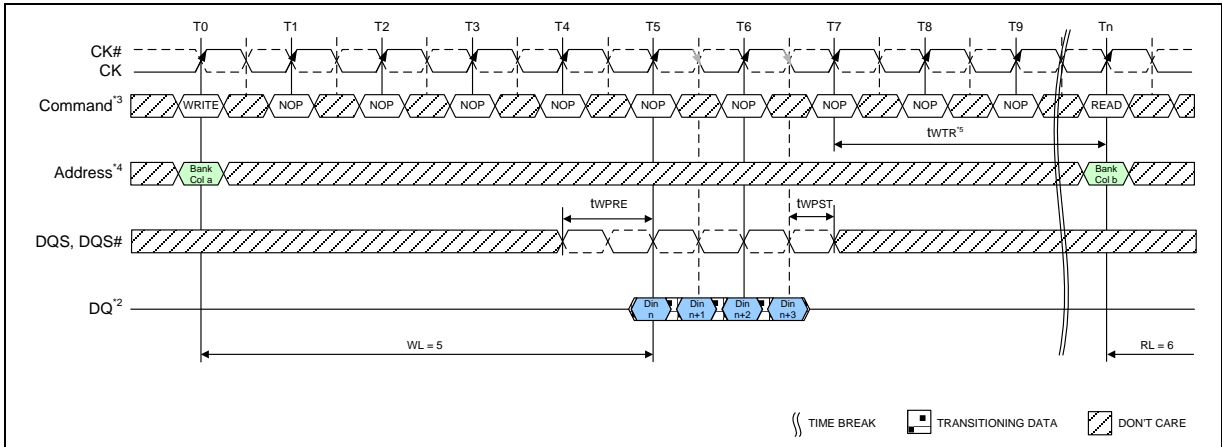 T0 T1 T2 T3 T4 T5 T6 T7 T8 T9 Tn
CK#
CK
Command*3 WRITE NOP NOP NOP NOP NOP NOP NOP NOP NOP READ
tWTR*5
Address*4 Bank Col a Bank Col b
tWPRE tWPST
DQS, DQS#
DQ*2 Din n Din n+1 Din n+2 Din n+3
WL = 5 RL = 6
TIME BREAK TRANSITIONING DATA DON'T CARE